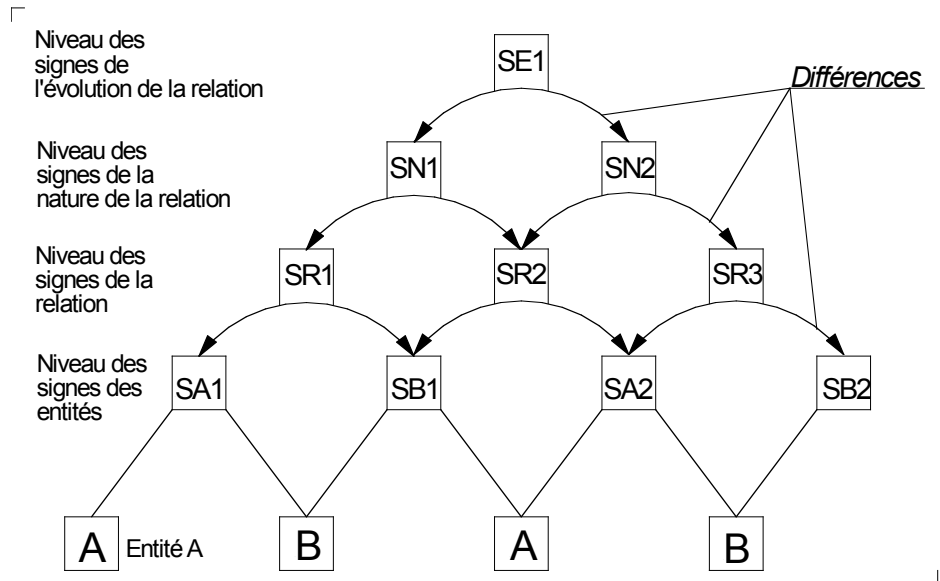 Niveau des
signes de
l'évolution de la relation
SE1
Différences
Niveau des
signes de la
nature de la relation
SN1
SN2
Niveau des
signes de la
relation
SR1
SR2
SR3
Niveau des
signes des
entités
SA1
SB1
SA2
SB2
A
Entité A
B
A
B